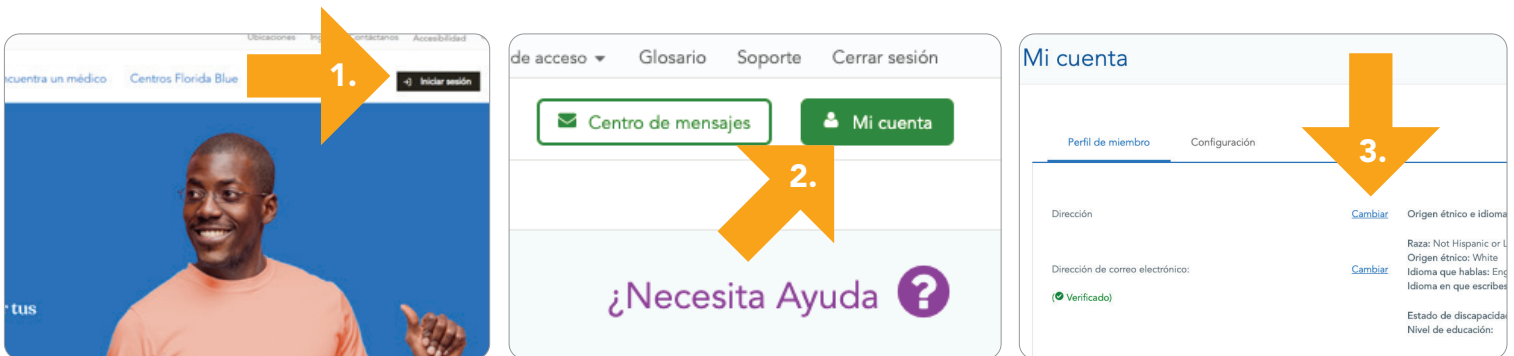 Ubicaciones
Contáctanos
Accesibilidad
un médico
Centros Florida Blue
1.
Iniciar sesión
tus
de acceso
Glosario
Soporte
Cerrar sesión
Centro de mensajes
Mi cuenta
2.
¿Necesita Ayuda ?
Mi cuenta
Perfil de miembro
Configuración
3.
Dirección
Cambiar
Dirección de correo electrónico:
Cambiar
(Verificado)
Origen étnico e idioma
Raza: Not Hispanic or
Origen étnico: White
Idioma que hablas:
Idioma en que escribes
Estado de
Nivel de educación: